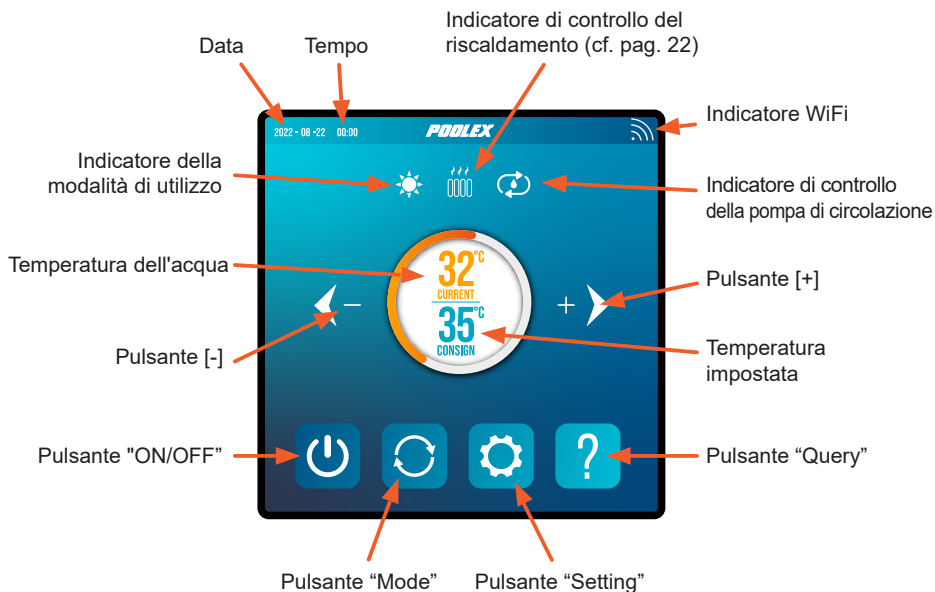 Indicatore di controllo del
riscaldamento (cf. pag. 22)
Data
Tempo
Indicatore WiFi
2022 - 08 -22 00:00
POOLEX
Indicatore della
modalità di utilizzo
Indicatore di controllo
della pompa di circolazione
Temperatura dell'acqua
32°C
CURRENT
35°C
CONSIGN
Pulsante [+]
− +
Pulsante [-]
Temperatura
impostata
Pulsante "ON/OFF”
?
Pulsante “Query”
Pulsante “Mode”
Pulsante “Setting”